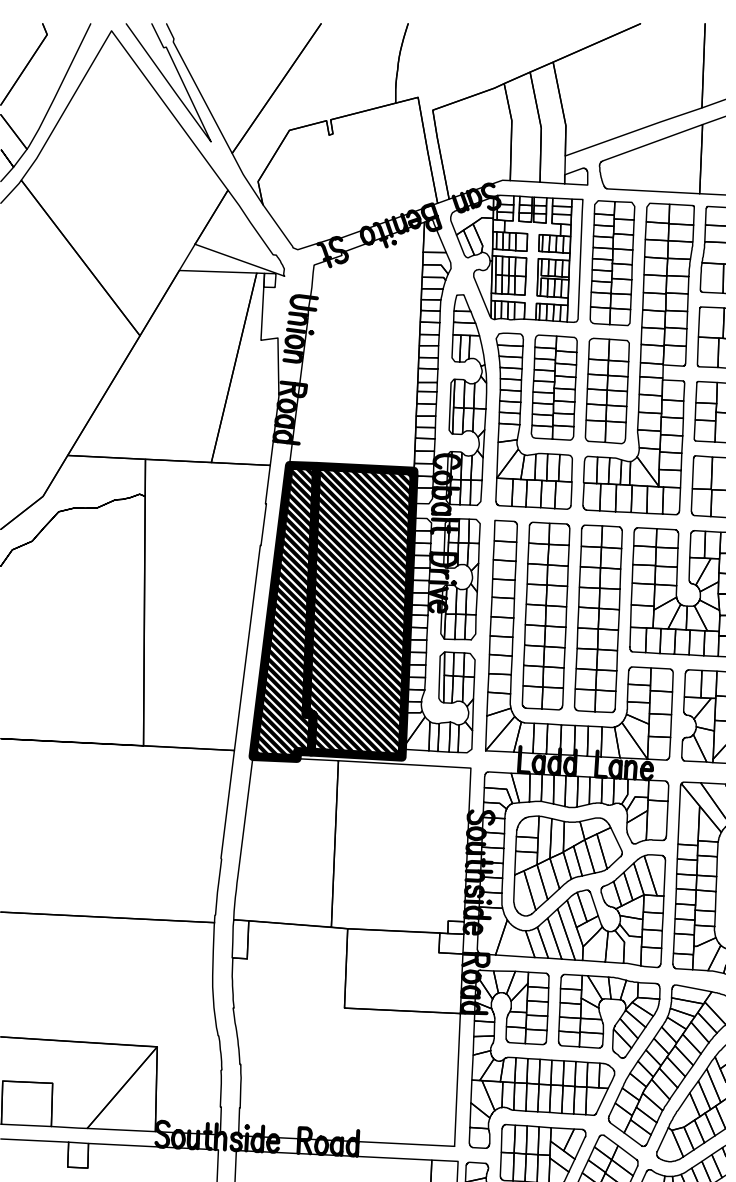 San Benito St
Union Road
Cobalt Drive
Ladd Lane
Southside Road
Southside Road